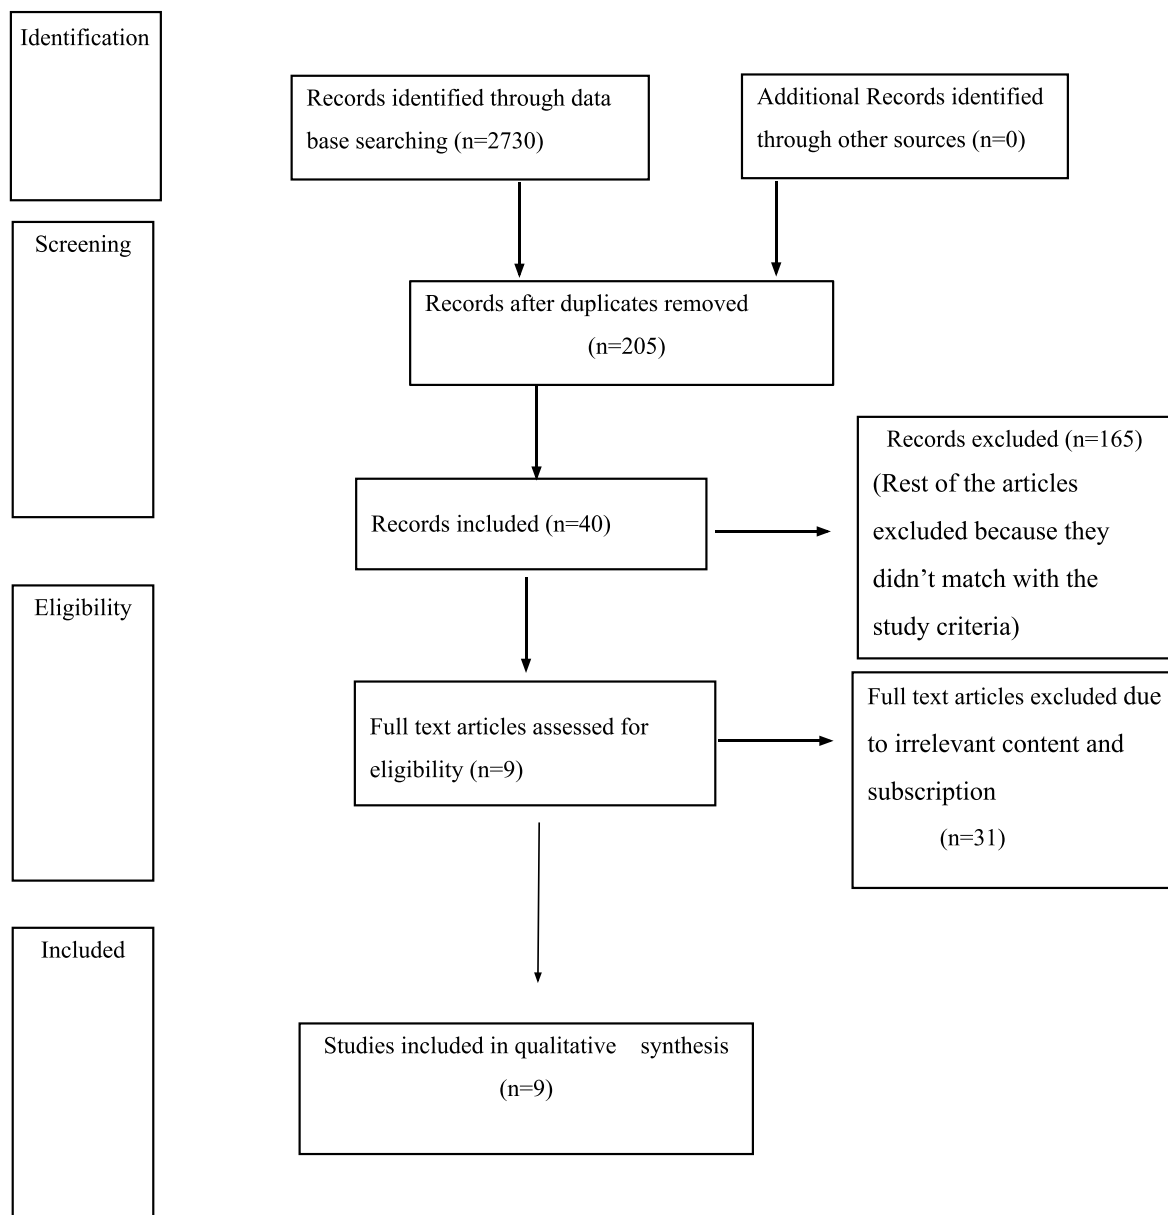 Identification
Records identified through data
base searching (n=2730)
Additional Records identified
through other sources (n=0)
Screening
Records after duplicates removed
(n=205)
Records included (n=40)
Records excluded (n=165)
(Rest of the articles
excluded because they
didn’t match with the
study criteria)
Eligibility
Full text articles assessed for
eligibility (n=9)
Full text articles excluded due
to irrelevant content and
subscription
(n=31)
Included
Studies included in qualitative synthesis
(n=9)